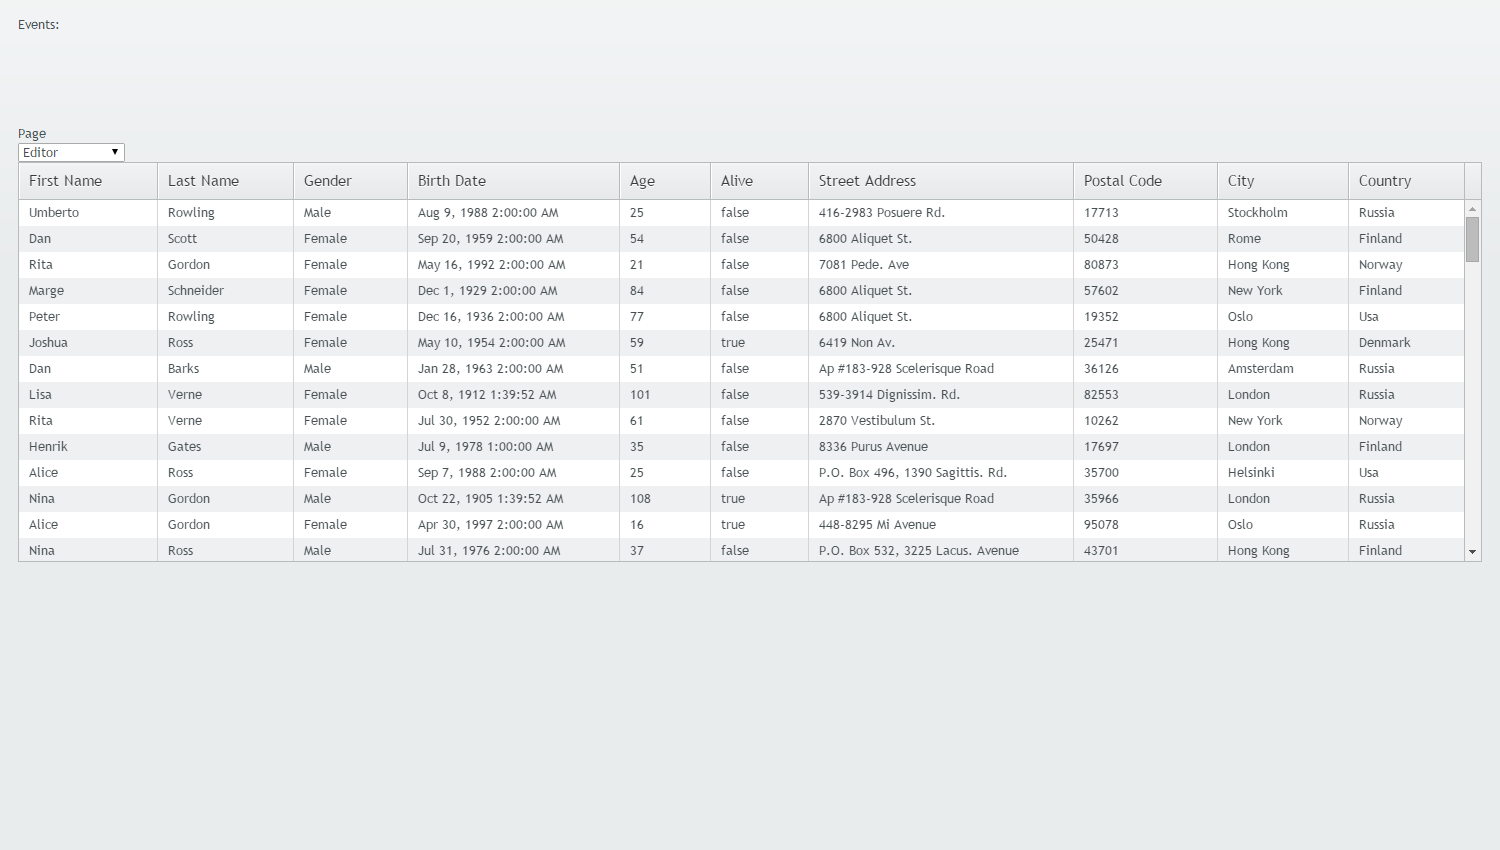 Events:
Page
Editor
First Name Last Name Gender Birth Date Age Alive Street Address Postal Code City Country
Umberto Rowling Male Aug 9, 1988 2:00:00 AM 25 false 416-2983 Posuere Rd. 17713 Stockholm Russia
Dan Scott Female Sep 20, 1959 2:00:00 AM 54 false 6800 Aliquet St. 50428 Rome Finland
Rita Gordon Female May 16, 1992 2:00:00 AM 21 false 7081 Pede. Ave 80873 Hong Kong Norway
Marge Schneider Female Dec 1, 1929 2:00:00 AM 84 false 6800 Aliquet St. 57602 New York Finland
Peter Rowling Female Dec 16, 1936 2:00:00 AM 77 false 6800 Aliquet St. 19352 Oslo Usa
Joshua Ross Female May 10, 1954 2:00:00 AM 59 true 6419 Non Av. 25471 Hong Kong Denmark
Dan Barks Male Jan 28, 1963 2:00:00 AM 51 false Ap #183-928 Scelerisque Road 36126 Amsterdam Russia
Lisa Verne Female Oct 8, 1912 1:39:52 AM 101 false 539-3914 Dignissim. Rd. 82553 London Russia
Rita Verne Female Jul 30, 1952 2:00:00 AM 61 false 2870 Vestibulum St. 10262 New York Norway
Henrik Gates Male Jul 9, 1978 1:00:00 AM 35 false 8336 Purus Avenue 17697 London Finland
Alice Ross Female Sep 7, 1988 2:00:00 AM 25 false P.O. Box 496, 1390 Sagittis. Rd. 35700 Helsinki Usa
Nina Gordon Male Oct 22, 1905 1:39:52 AM 108 true Ap #183-928 Scelerisque Road 35966 London Russia
Alice Gordon Female Apr 30, 1997 2:00:00 AM 16 true 448-8295 Mi Avenue 95078 Oslo Russia
Nina Ross Male Jul 31, 1976 2:00:00 AM 37 false P.O. Box 532, 3225 Lacus. Avenue 43701 Hong Kong Finland